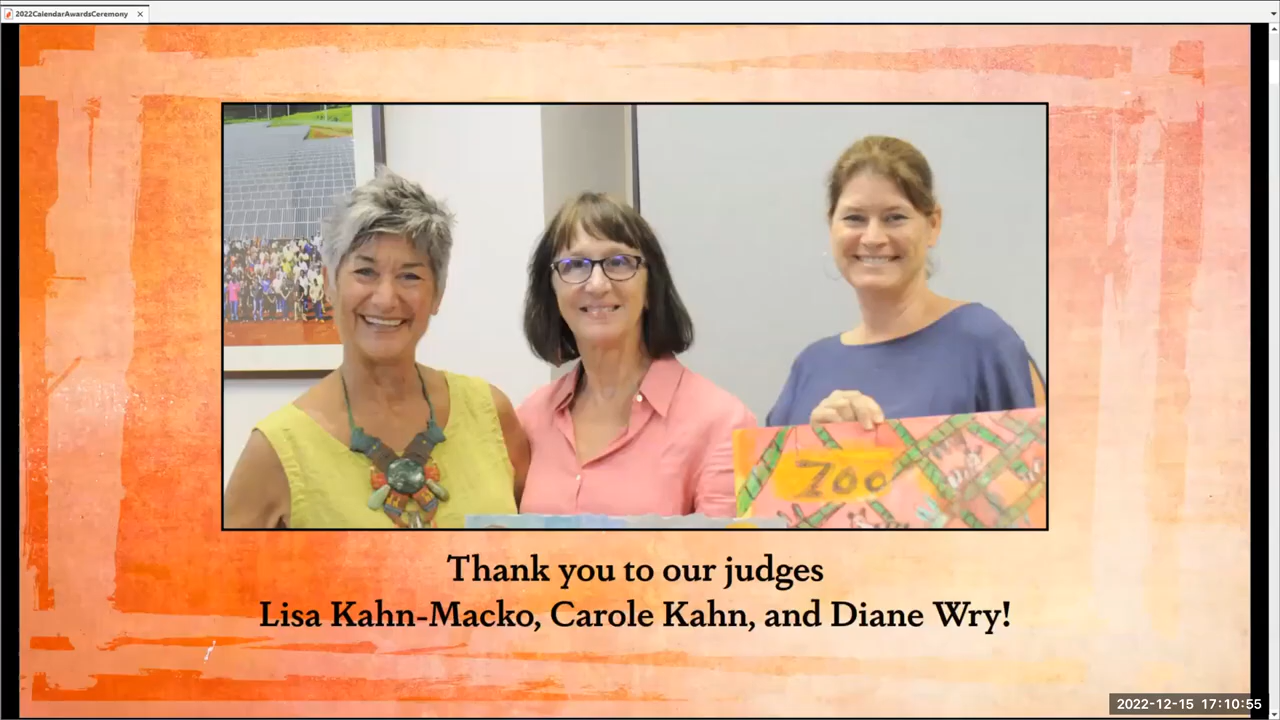 2022CalendarAwardsCeremony
Zoo
Thank you to our judges
Lisa Kahn-Macko, Carole Kahn, and Diane Wry!
2022-12-15 17:10:55